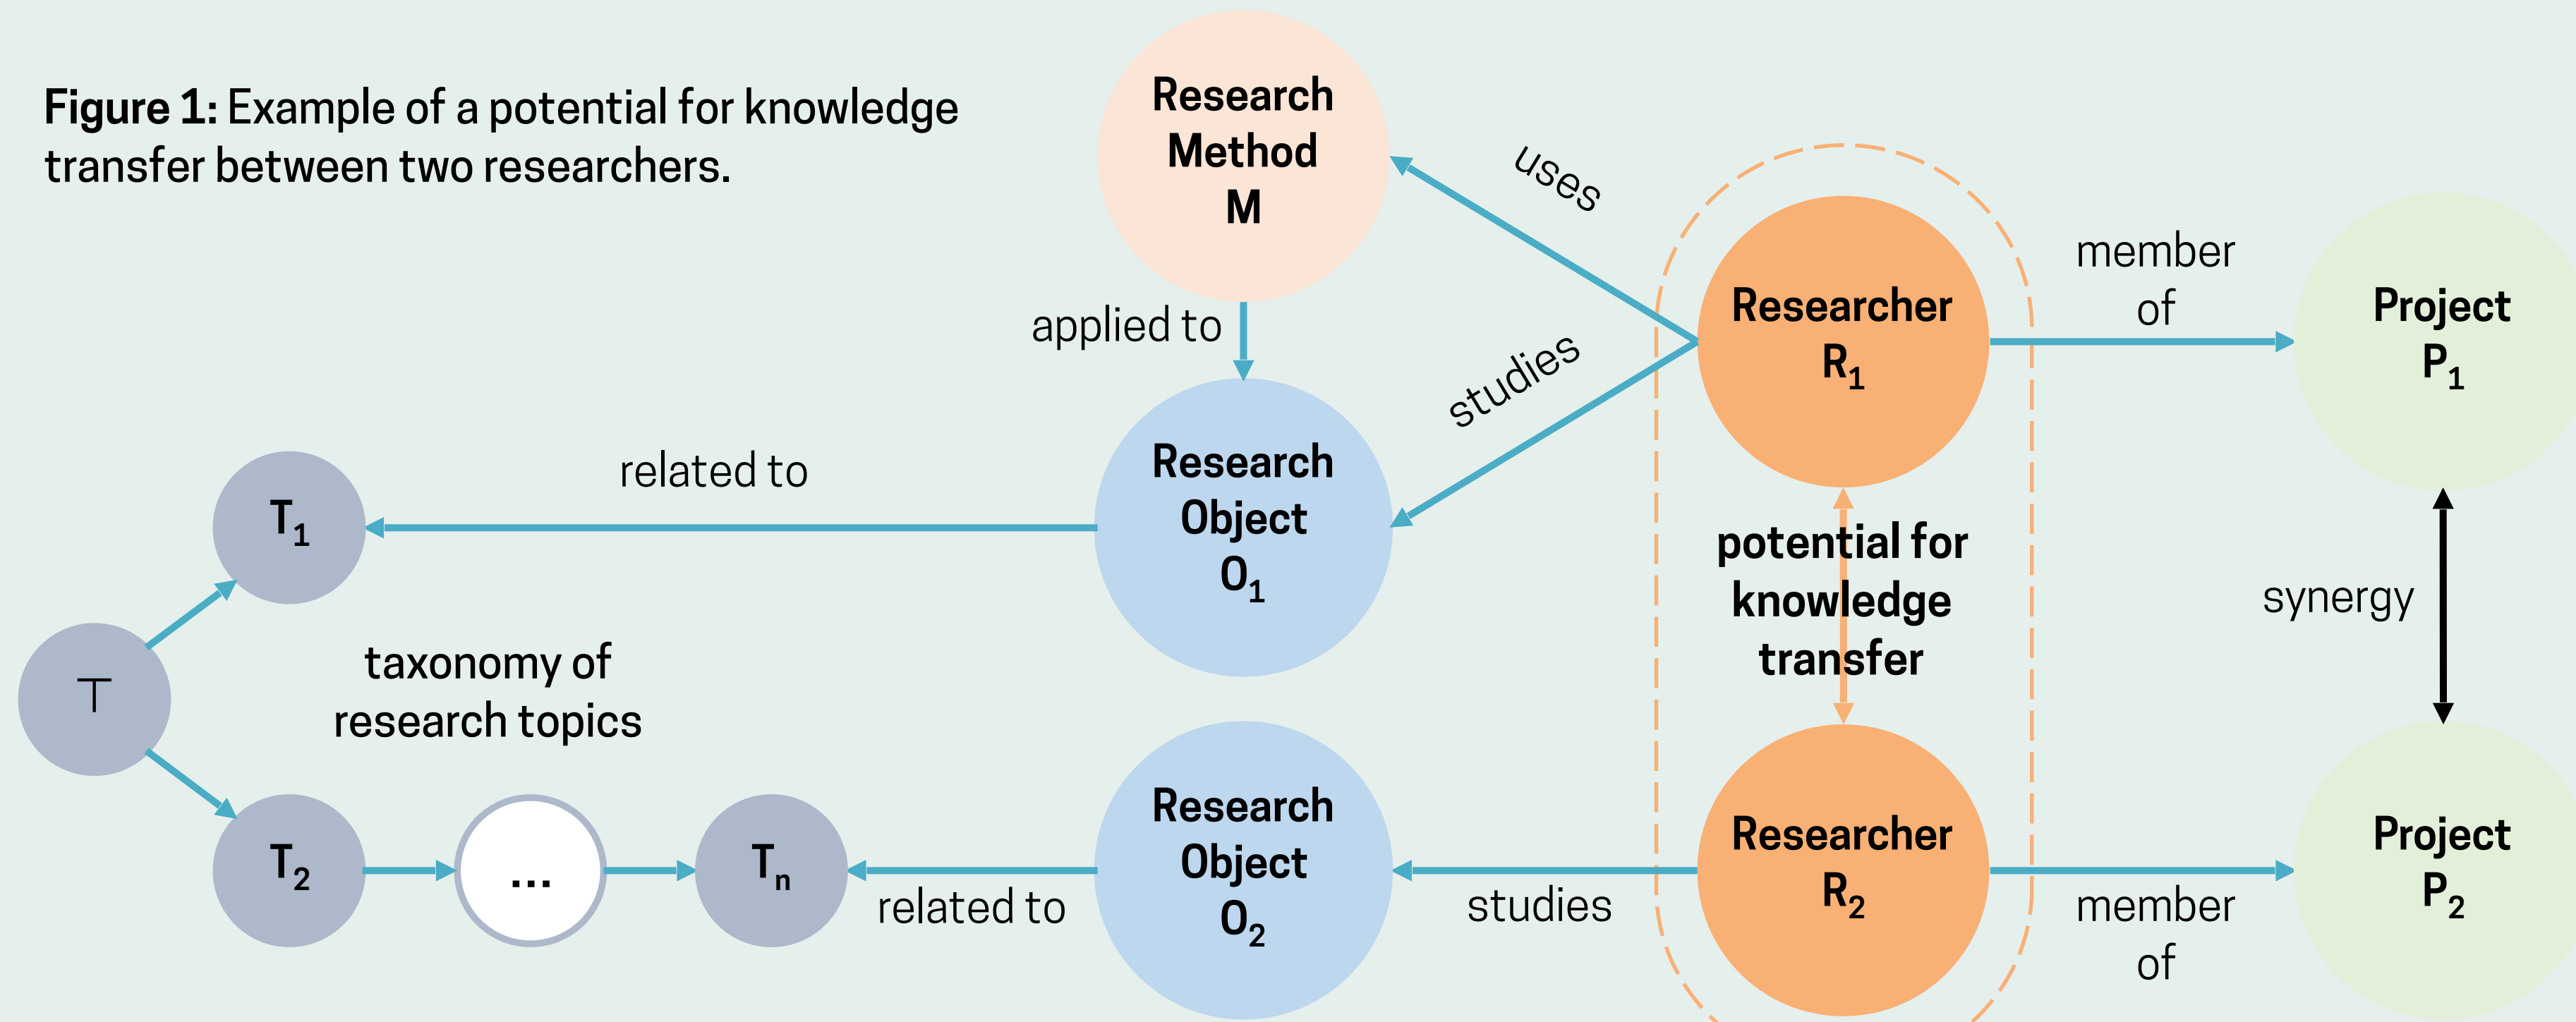 Figure 1: Example of a potential for knowledge
transfer between two researchers.
Research
Method
M
uses
Researcher
R₁
member
of
Project
P₁
applied to
studies
related to
Research
Object
O₁
T₁
potential for
knowledge
transfer
synergy
⊤
taxonomy of
research topics
T₂
...
Tₙ
related to
Research
Object
O₂
studies
Researcher
R₂
member
of
Project
P₂